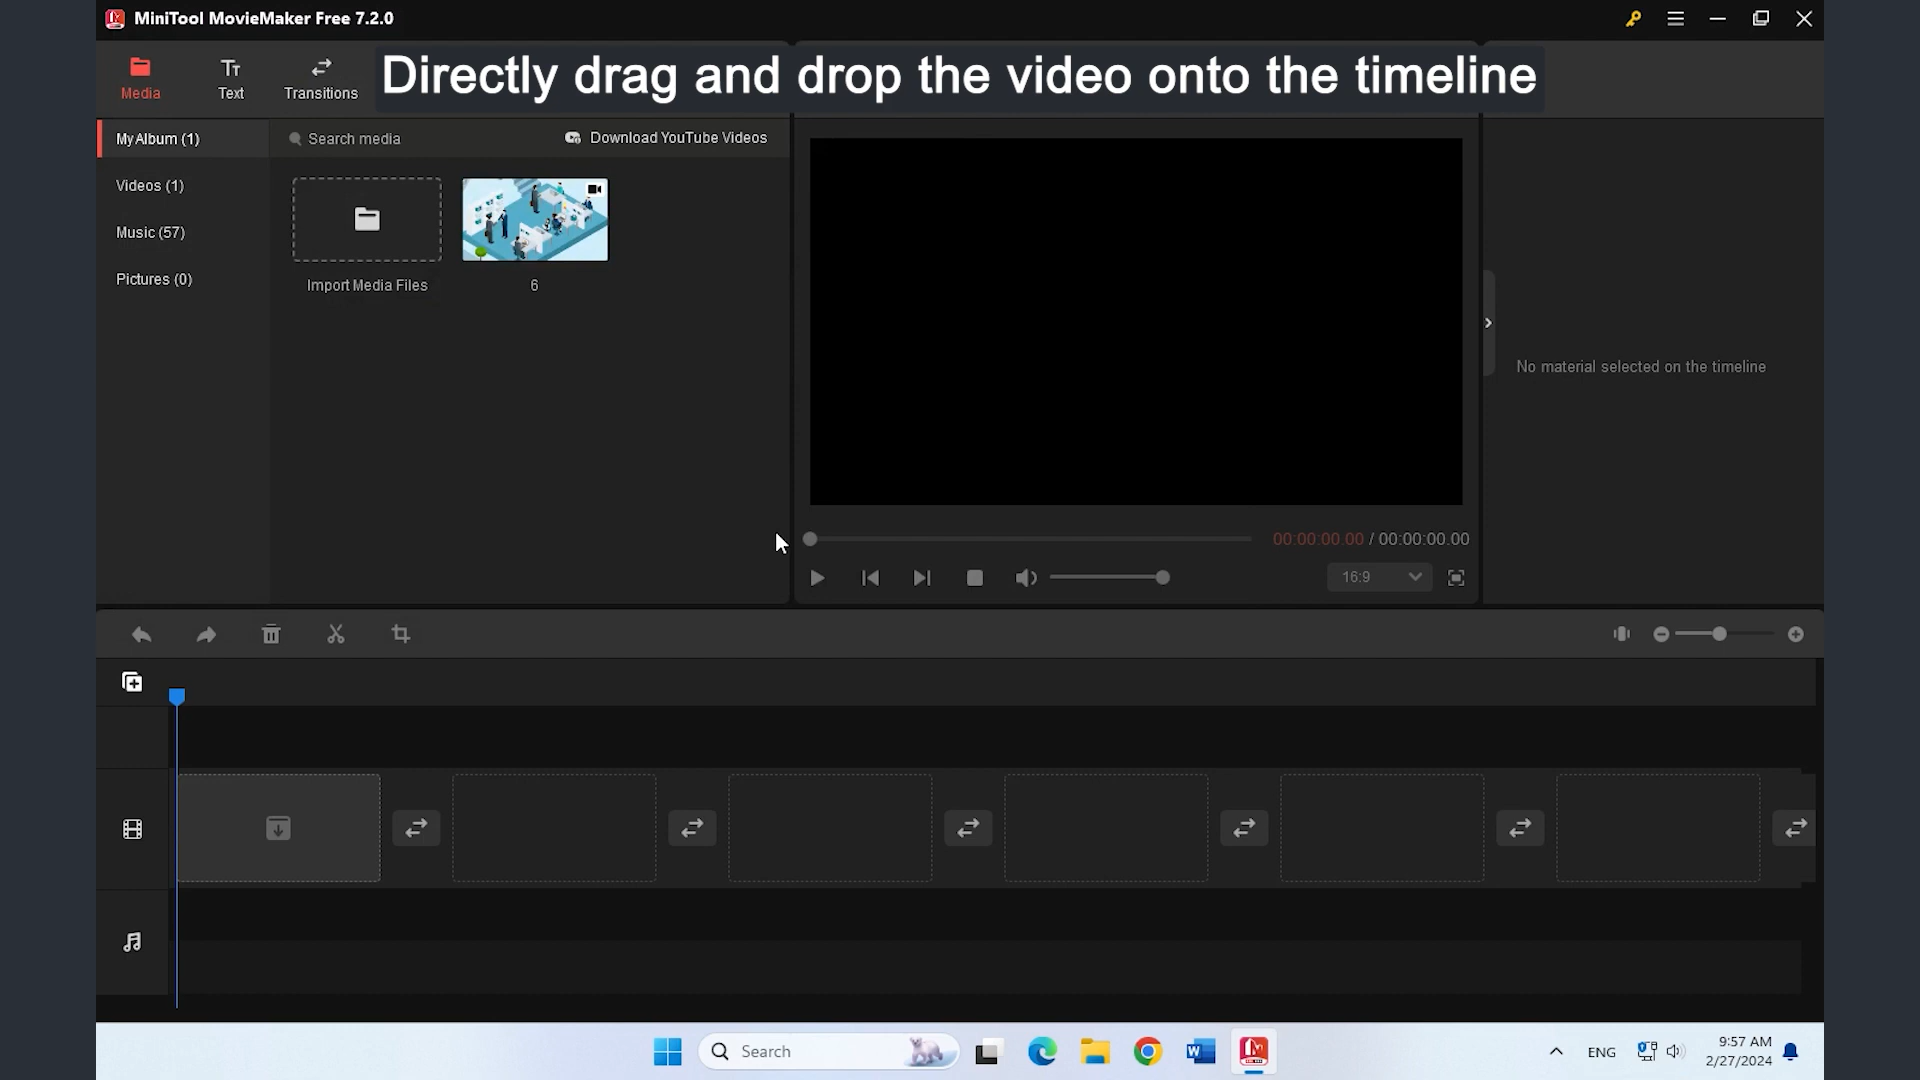 MiniTool MovieMaker Free 7.2.0
Directly drag and drop the video onto the timeline
Media
Text
Transitions
My Album (1)
Search media
Download YouTube Videos
Videos (1)
Music (57)
Pictures (0)
Import Media Files
6
No material selected on the timeline
00:00:00.00 / 00:00:00.00
16:9
Search
ENG
9:57 AM
2/27/2024